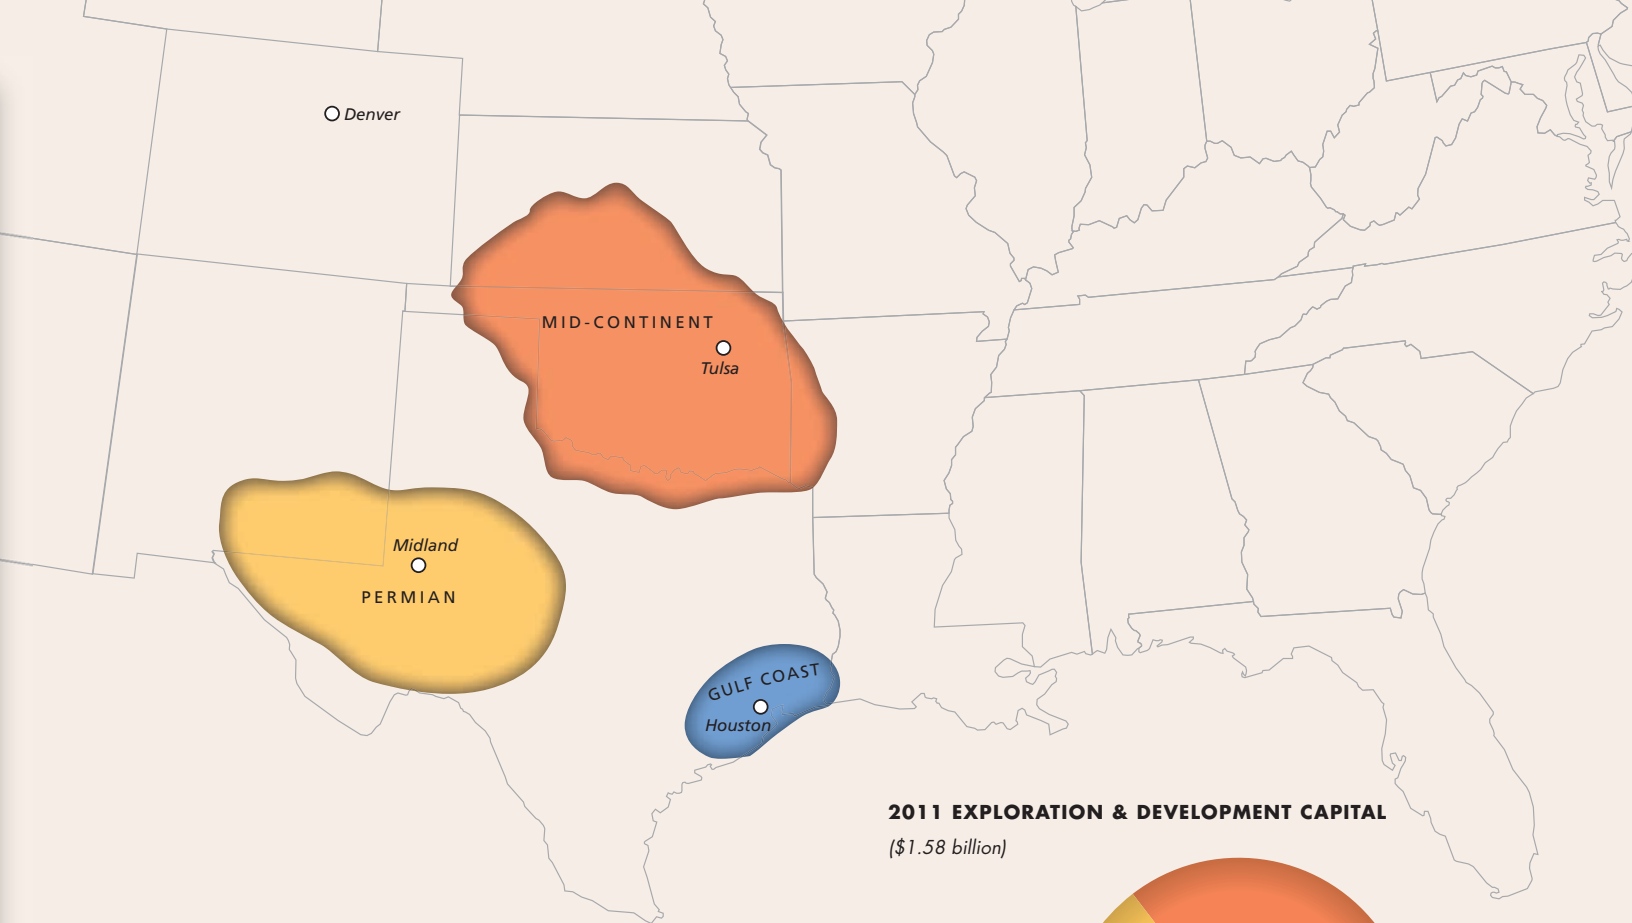 Denver
MID-CONTINENT
Tulsa
Midland
PERMIAN
GULF COAST
Houston
2011 EXPLORATION & DEVELOPMENT CAPITAL
($1.58 billion)